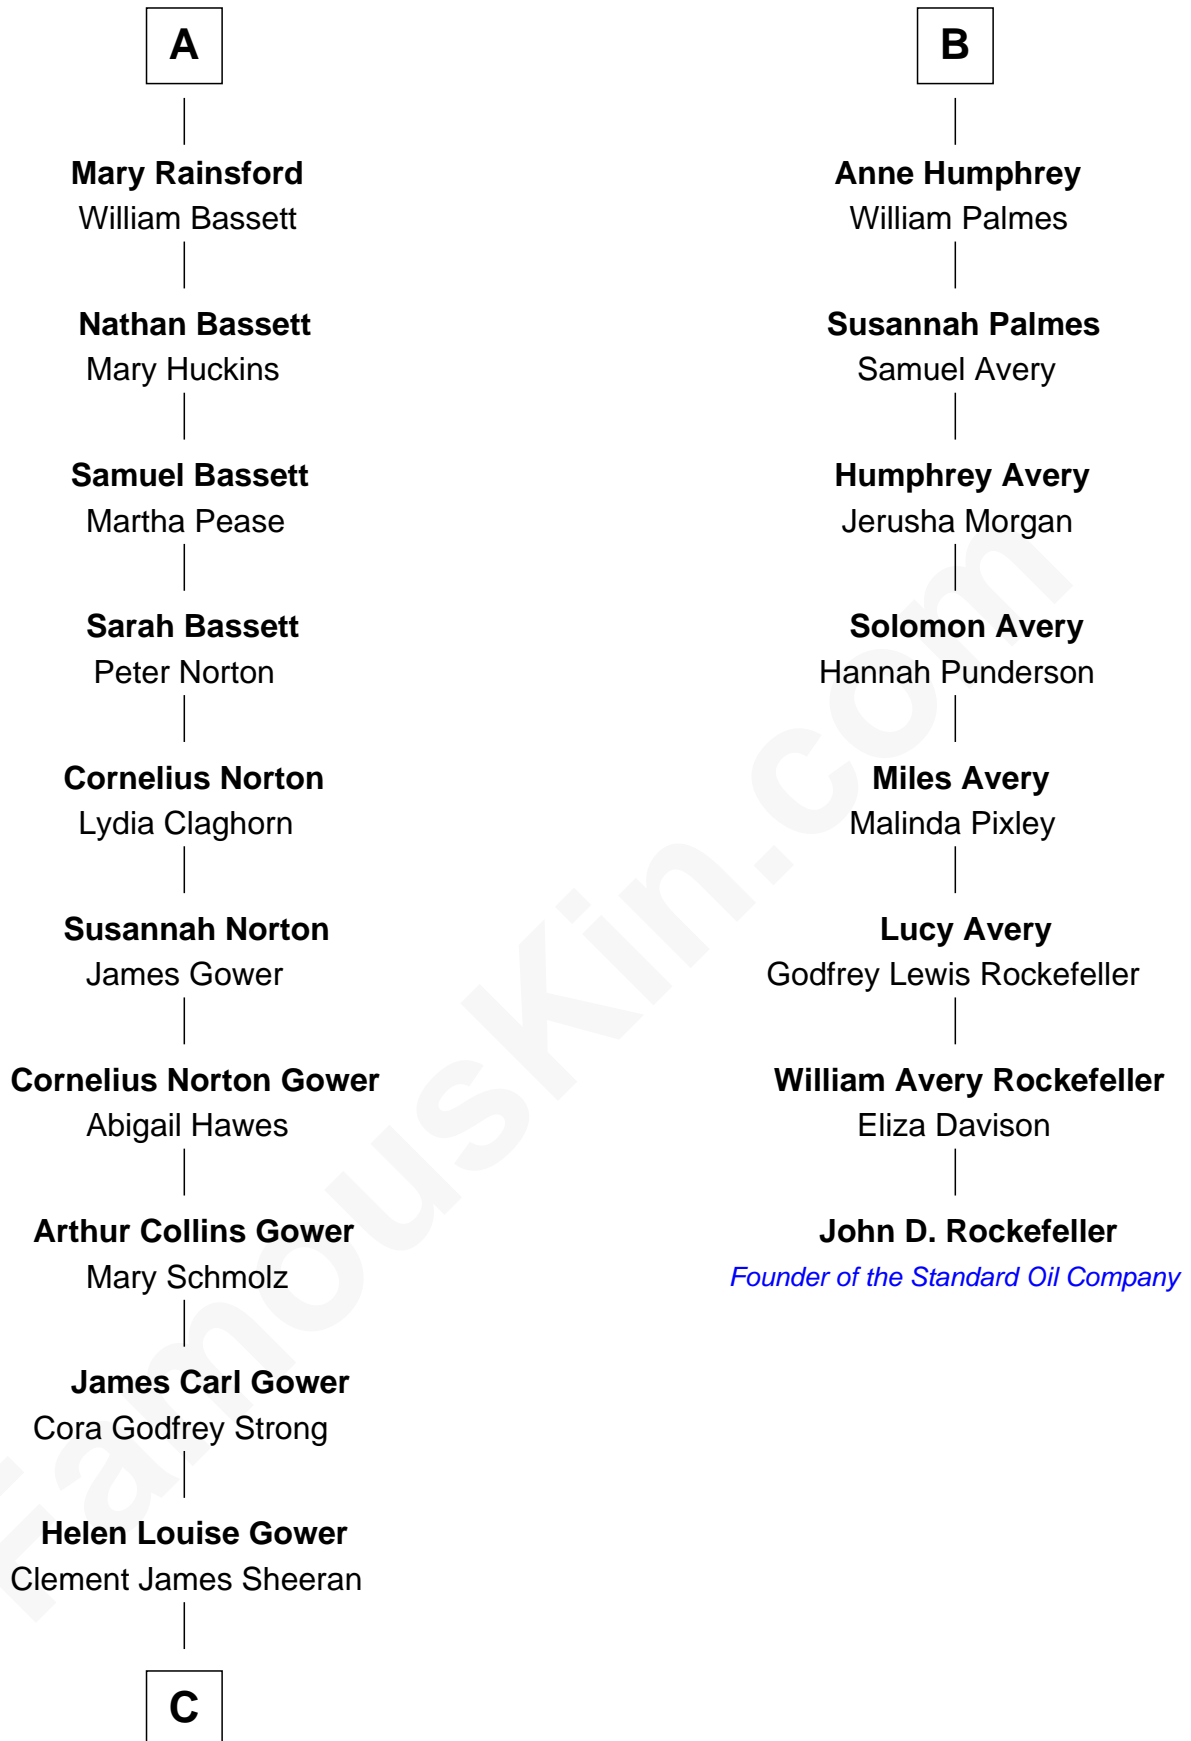 A
Mary Rainsford
William Bassett
Nathan Bassett
Mary Huckins
Samuel Bassett
Martha Pease
Sarah Bassett
Peter Norton
Cornelius Norton
Lydia Claghorn
Susannah Norton
James Gower
Cornelius Norton Gower
Abigail Hawes
Arthur Collins Gower
Mary Schmolz
James Carl Gower
Cora Godfrey Strong
Helen Louise Gower
Clement James Sheeran
C
B
Anne Humphrey
William Palmes
Susannah Palmes
Samuel Avery
Humphrey Avery
Jerusha Morgan
Solomon Avery
Hannah Punderson
Miles Avery
Malinda Pixley
Lucy Avery
Godfrey Lewis Rockefeller
William Avery Rockefeller
Eliza Davison
John D. Rockefeller
Founder of the Standard Oil Company
FamousKin.com